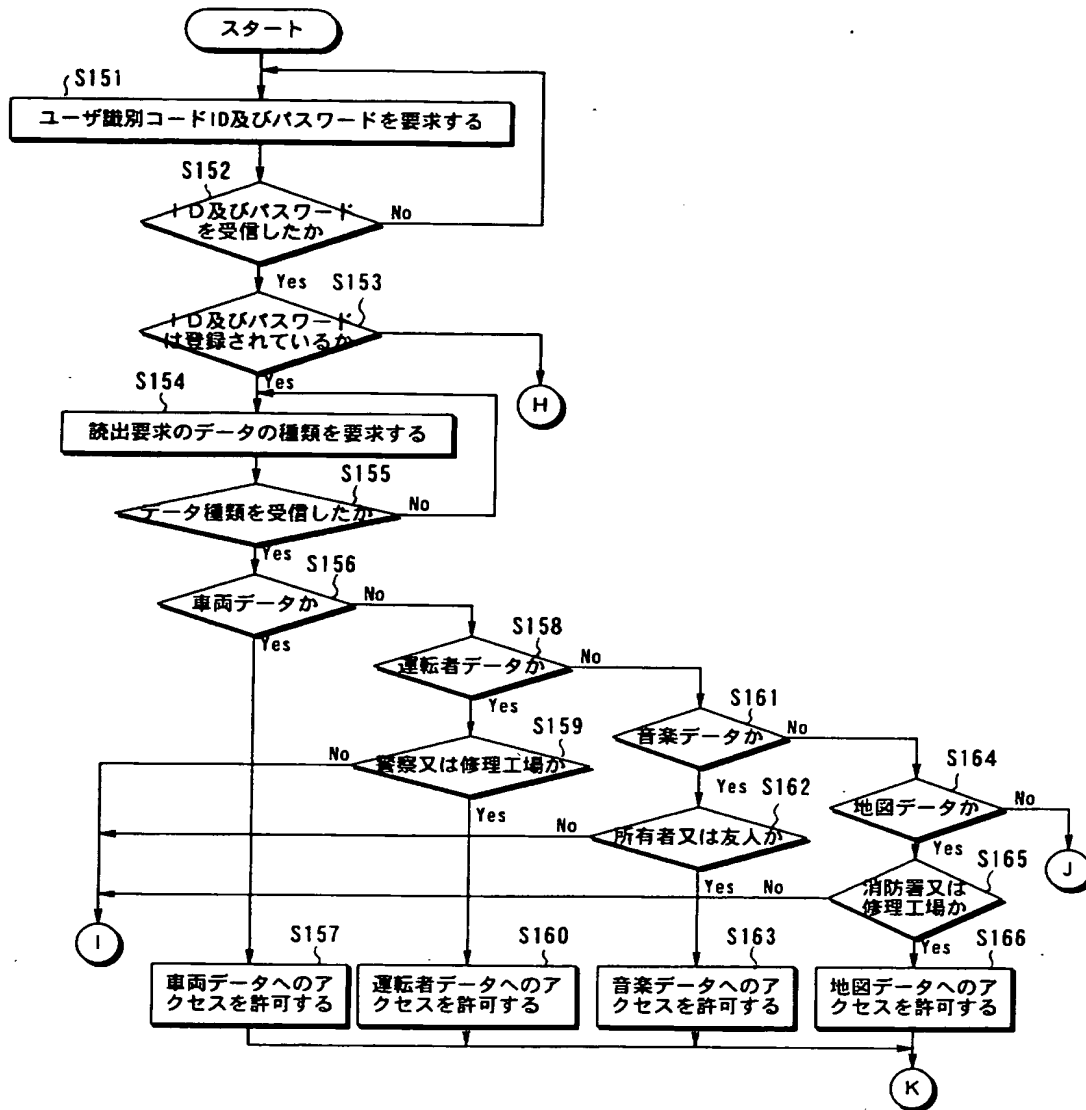 スタート
S151
ユーザ識別コードID及びパスワードを要求する
S152
ID及びパスワード
を受信したか
No
Yes
S153
ID及びパスワード
は登録されているか
Yes
H
S154
読出要求のデータの種類を要求する
S155
データ種類を受信したか
No
Yes
S156
車両データか
No
Yes
S158
運転者データか
No
Yes
S161
音楽データか
No
Yes
S159
警察又は修理工場か
No
Yes
S164
地図データか
No
Yes
S162
所有者又は友人か
No
Yes
J
S165
消防署又は
修理工場か
No
Yes
I
S157
車両データへのア
クセスを許可する
S160
運転者データへのア
クセスを許可する
S163
音楽データへのア
クセスを許可する
S166
地図データへのア
クセスを許可する
K